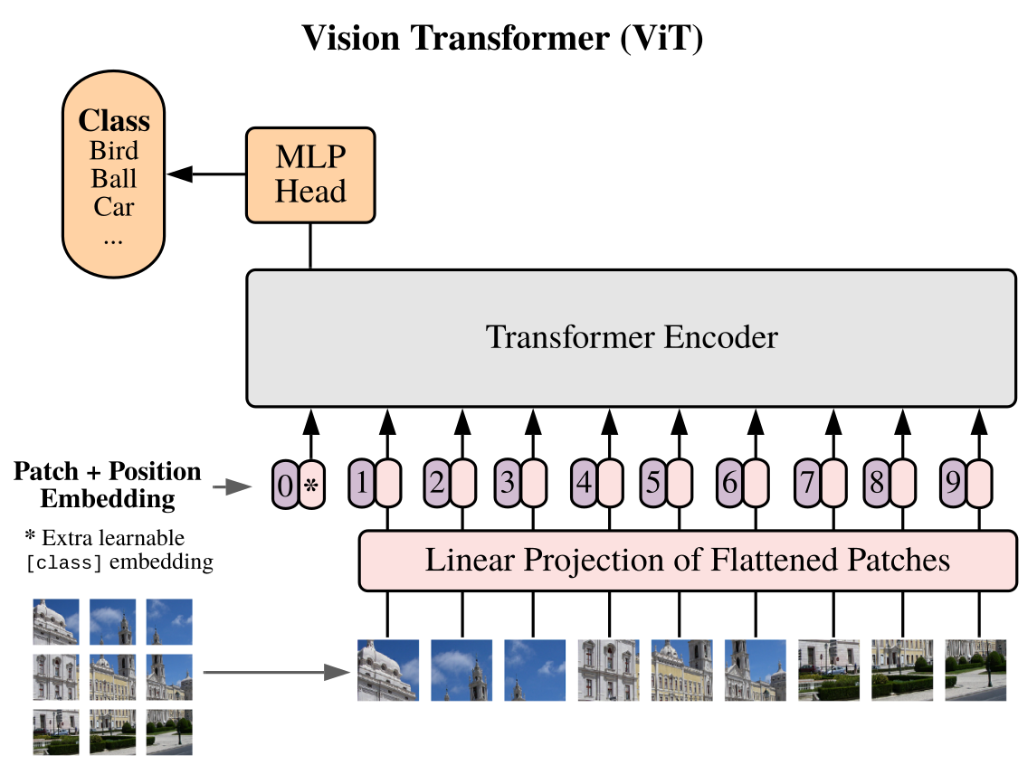 Vision Transformer (ViT)
Class
Bird
Ball
Car
...
MLP
Head
Transformer Encoder
Patch + Position
Embedding
0 * 1 2 3 4 5 6 7 8 9
* Extra learnable
[class] embedding
Linear Projection of Flattened Patches